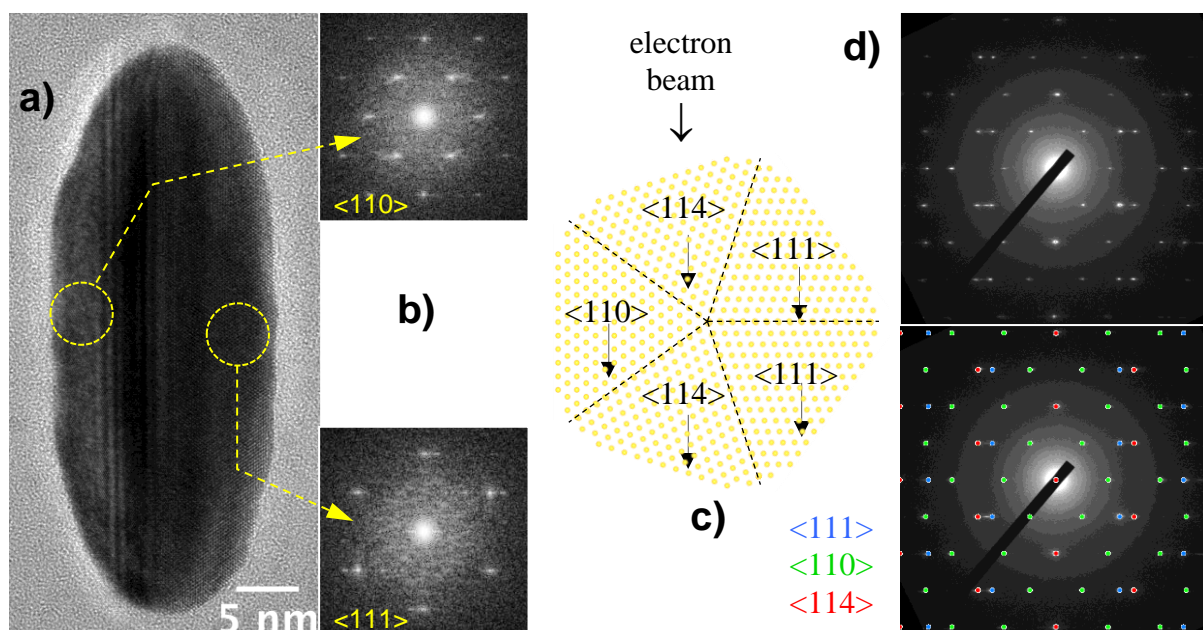 a)
5 nm
<110>
b)
<111>
electron
beam
↓
<114>
<111>
<110>
<111>
<114>
c)
<111>
<110>
<114>
d)